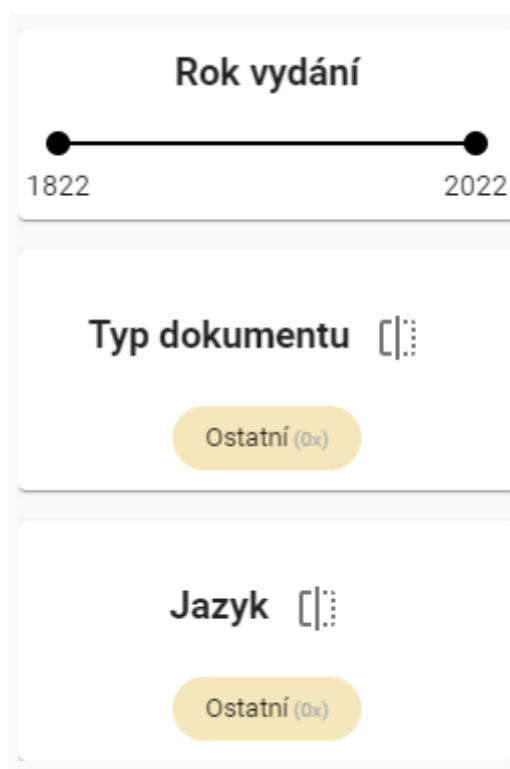 Rok vydání
1822 2022
Typ dokumentu
Ostatní (0x)
Jazyk
Ostatní (0x)